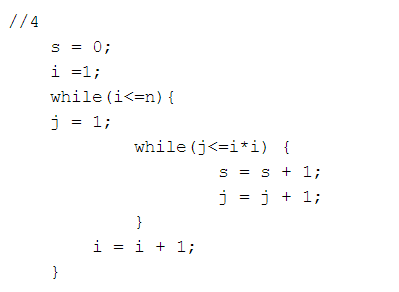 //4
s = 0;
i =1;
while(i<=n){
j = 1;
while(j<=i*i) {
s = s + 1;
j = j + 1;
}
i = i + 1;
}